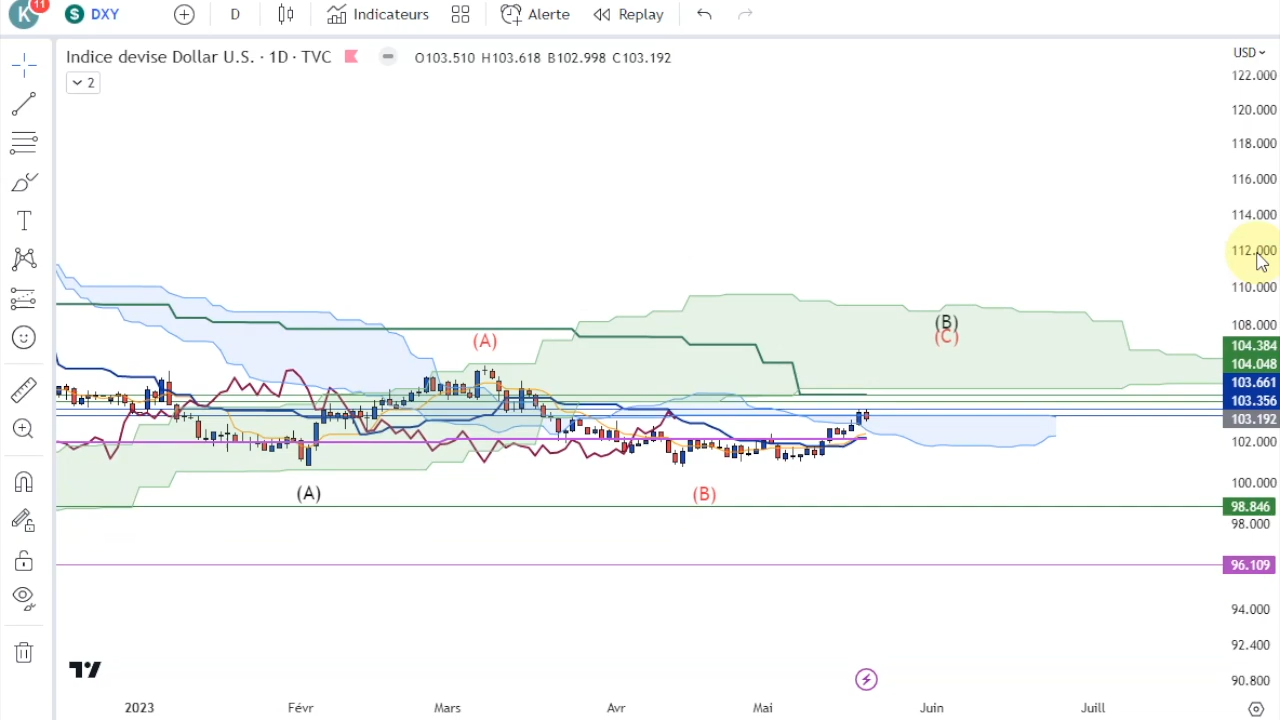 K 11 S DXY D Indicateurs Alerte Replay
Indice devise Dollar U.S. · 1D · TVC O103.510 H103.618 B102.998 C103.192
2
USD
122.000
120.000
118.000
116.000
114.000
112.000
110.000
108.000
104.384
104.048
103.661
103.356
103.192
102.000
100.000
98.846
98.000
96.109
94.000
92.400
90.800
(A)
(B)
(C)
(A)
(B)
2023 Févr Mars Avr Mai Juin Juill